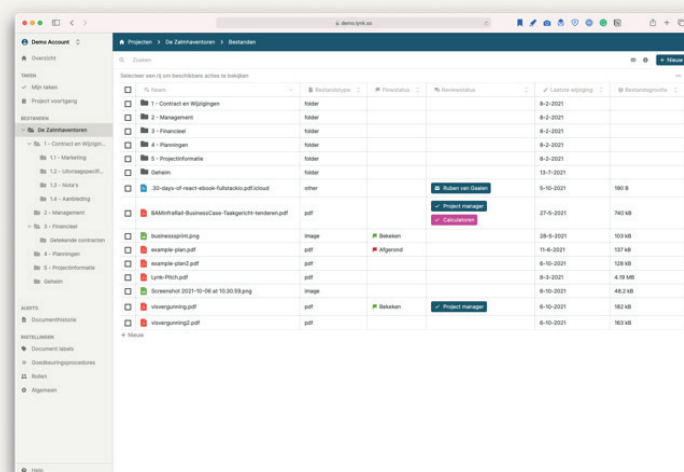 demo.lynk.so
Demo Account
Projecten > De Zalmhaventoren > Bestanden
Overzicht
Zoeken
+ Nieuw
TAKEN
Selecteer een rij om beschikbare acties te bekijken
Mijn taken
Project voortgang
BESTANDEN
De Zalmhaventoren
1 - Contract en Wijzigin...
1.1 - Marketing
1.2 - Uitvraagspecifi...
1.3 - Nota's
1.4 - Aanbieding
2 - Management
3 - Financieel
Getekende contracten
4 - Planningen
5 - Projectinformatie
Geheim
AUDITS
Documenthistorie
INSTELLINGEN
Document labels
Goedkeuringsprocedures
Rollen
Algemeen
Help
Naam Bestandstype Flowstatus Reviewstatus Laatste wijziging Bestandsgrootte
1 - Contract en Wijzigingen folder 8-2-2021
2 - Management folder 8-2-2021
3 - Financieel folder 8-2-2021
4 - Planningen folder 8-2-2021
5 - Projectinformatie folder 8-2-2021
Geheim folder 13-7-2021
.30-days-of-react-ebook-fullstackio.pdf.icloud other Ruben van Gaalen 5-10-2021 190 B
BAMInfraRail-BusinessCase-Taakgericht-tenderen.pdf pdf Project manager 27-5-2021 740 kB
Calculatoren
businesssprint.png image Bekeken 28-5-2021 103 kB
example-plan.pdf pdf Afgerond 11-6-2021 137 kB
example-plan2.pdf pdf 6-10-2021 128 kB
Lynk-Pitch.pdf pdf 8-3-2021 4.19 MB
Screenshot 2021-10-06 at 10.30.59.png image 6-10-2021 48.2 kB
visvergunning.pdf pdf Bekeken Project manager 6-10-2021 162 kB
visvergunning2.pdf pdf 6-10-2021 163 kB
+ Nieuw